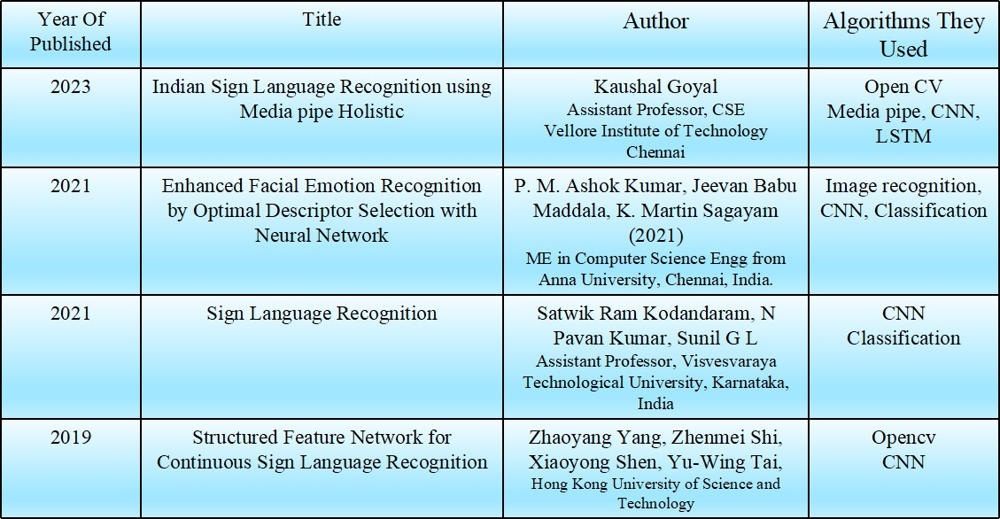 Year Of
Published
Title
Author
Algorithms They
Used
2023
Indian Sign Language Recognition using
Media pipe Holistic
Kaushal Goyal
Assistant Professor, CSE
Vellore Institute of Technology
Chennai
Open CV
Media pipe, CNN,
LSTM
2021
Enhanced Facial Emotion Recognition
by Optimal Descriptor Selection with
Neural Network
P. M. Ashok Kumar, Jeevan Babu
Maddala, K. Martin Sagayam
(2021)
ME in Computer Science Engg from
Anna University, Chennai, India.
Image recognition,
CNN, Classification
2021
Sign Language Recognition
Satwik Ram Kodandaram, N
Pavan Kumar, Sunil G L
Assistant Professor, Visvesvaraya
Technological University, Karnataka,
India
CNN
Classification
2019
Structured Feature Network for
Continuous Sign Language Recognition
Zhaoyang Yang, Zhenmei Shi,
Xiaoyong Shen, Yu-Wing Tai,
Hong Kong University of Science and
Technology
Opencv
CNN